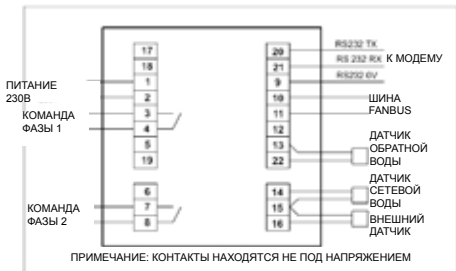 17
18
1
2
3
4
5
19
6
7
8
ПИТАНИЕ
230В
КОМАНДА
ФАЗЫ 1
КОМАНДА
ФАЗЫ 2
20
21
9
10
11
12
13
22
14
15
16
RS232 TX
RS 232 RX
К МОДЕМУ
RS232 0V
ШИНА
FANBUS
ДАТЧИК
ОБРАТНОЙ
ВОДЫ
ДАТЧИК
СЕТЕВОЙ
ВОДЫ
ВНЕШНИЙ
ДАТЧИК
ПРИМЕЧАНИЕ: КОНТАКТЫ НАХОДЯТСЯ НЕ ПОД НАПРЯЖЕНИЕМ